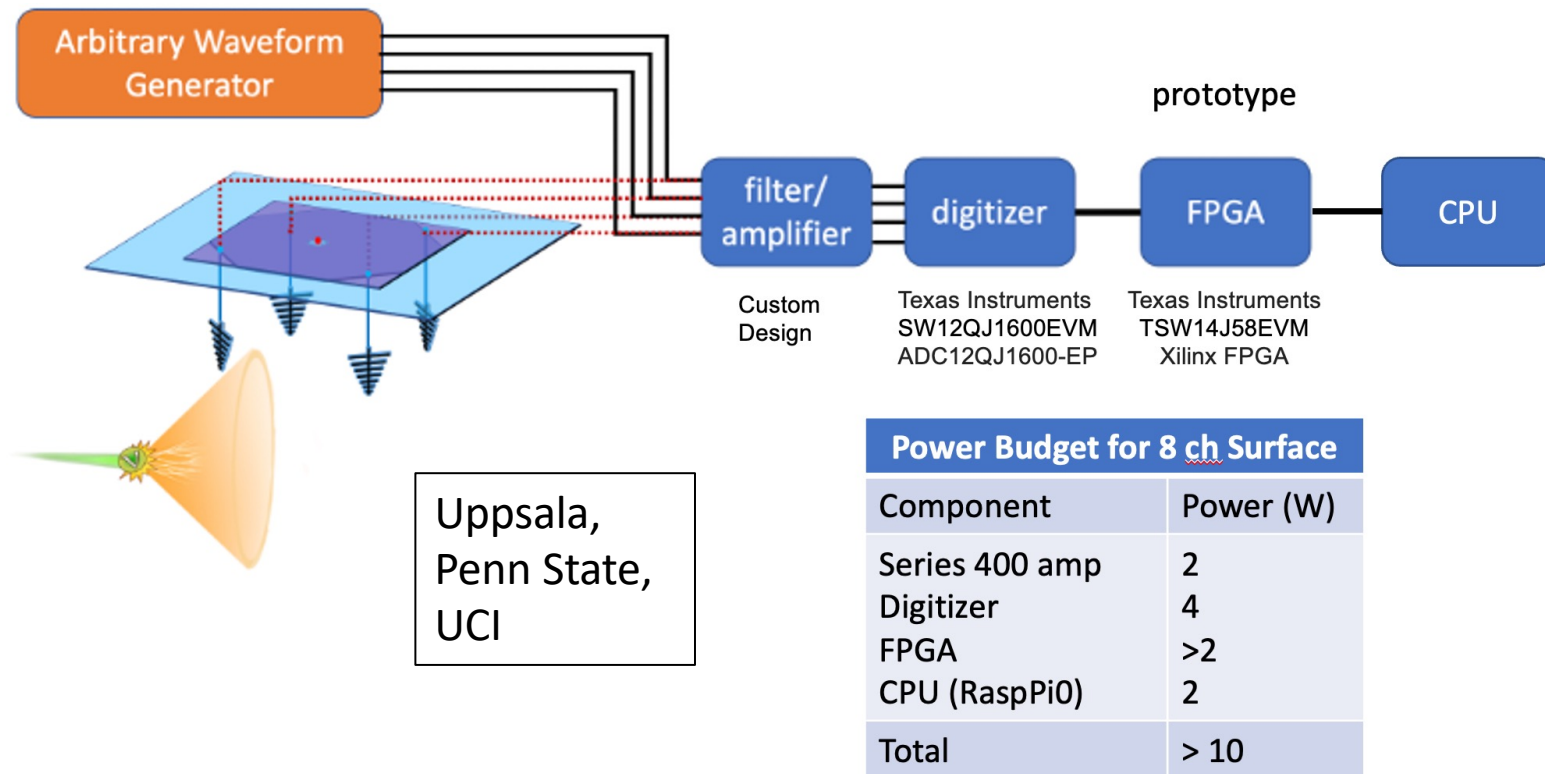 Arbitrary Waveform
Generator
prototype
filter/
amplifier
digitizer
FPGA
CPU
Custom
Design
Texas Instruments
SW12QJ1600EVM
ADC12QJ1600-EP
Texas Instruments
TSW14J58EVM
Xilinx FPGA
Uppsala,
Penn State,
UCI
Power Budget for 8 ch Surface
Component Power (W)
Series 400 amp 2
Digitizer 4
FPGA >2
CPU (RaspPi0) 2
Total > 10